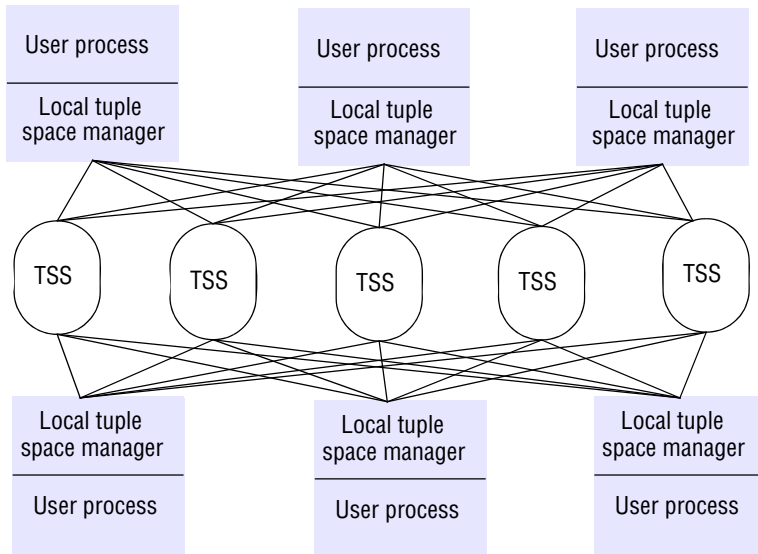 User process
User process
User process
Local tuple
space manager
Local tuple
space manager
Local tuple
space manager
TSS
TSS
TSS
TSS
TSS
Local tuple
space manager
Local tuple
space manager
Local tuple
space manager
User process
User process
User process